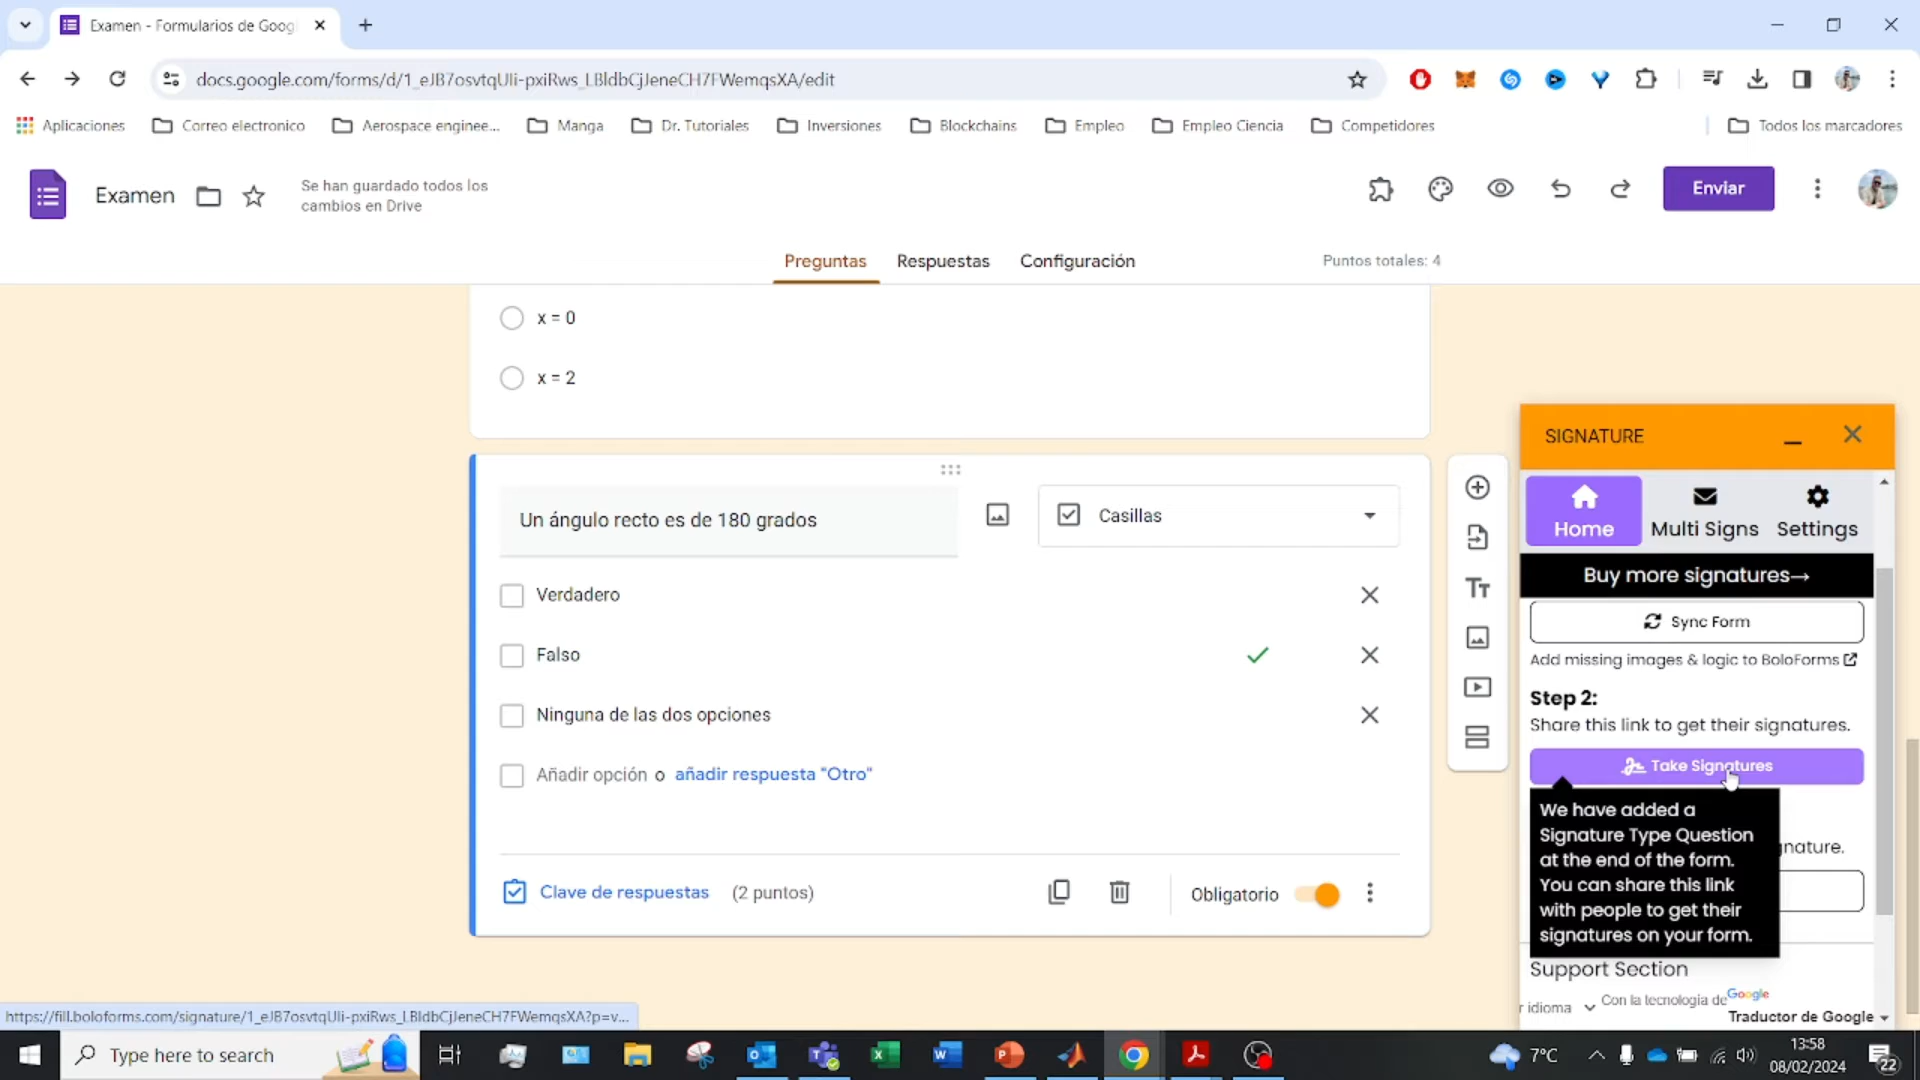 Examen - Formularios de Goog
docs.google.com/forms/d/1_eJB7osvtqUli-pxiRws_LBldbCjJeneCH7FWemqsXA/edit
Aplicaciones
Correo electronico
Aerospace enginee...
Manga
Dr. Tutoriales
Inversiones
Blockchains
Empleo
Empleo Ciencia
Competidores
Todos los marcadores
Examen
Se han guardado todos los
cambios en Drive
Enviar
Preguntas
Respuestas
Configuración
Puntos totales: 4
x = 0
x = 2
Un ángulo recto es de 180 grados
Casillas
Verdadero
Falso
Ninguna de las dos opciones
Añadir opción o añadir respuesta "Otro"
Clave de respuestas (2 puntos)
Obligatorio
SIGNATURE
Home
Multi Signs
Settings
Buy more signatures→
Sync Form
Add missing images & logic to BoloForms
Step 2:
Share this link to get their signatures.
Take Signatures
We have added a
Signature Type Question
at the end of the form.
You can share this link
with people to get their
signatures on your form.
gnature.
Support Section
r idioma
Con la tecnología de Google
Traductor de Google
https://fill.boloforms.com/signature/1_eJB7osvtqUli-pxiRws_LBldbCjJeneCH7FWemqsXA?p=v...
Type here to search
7°C
13:58
08/02/2024
22